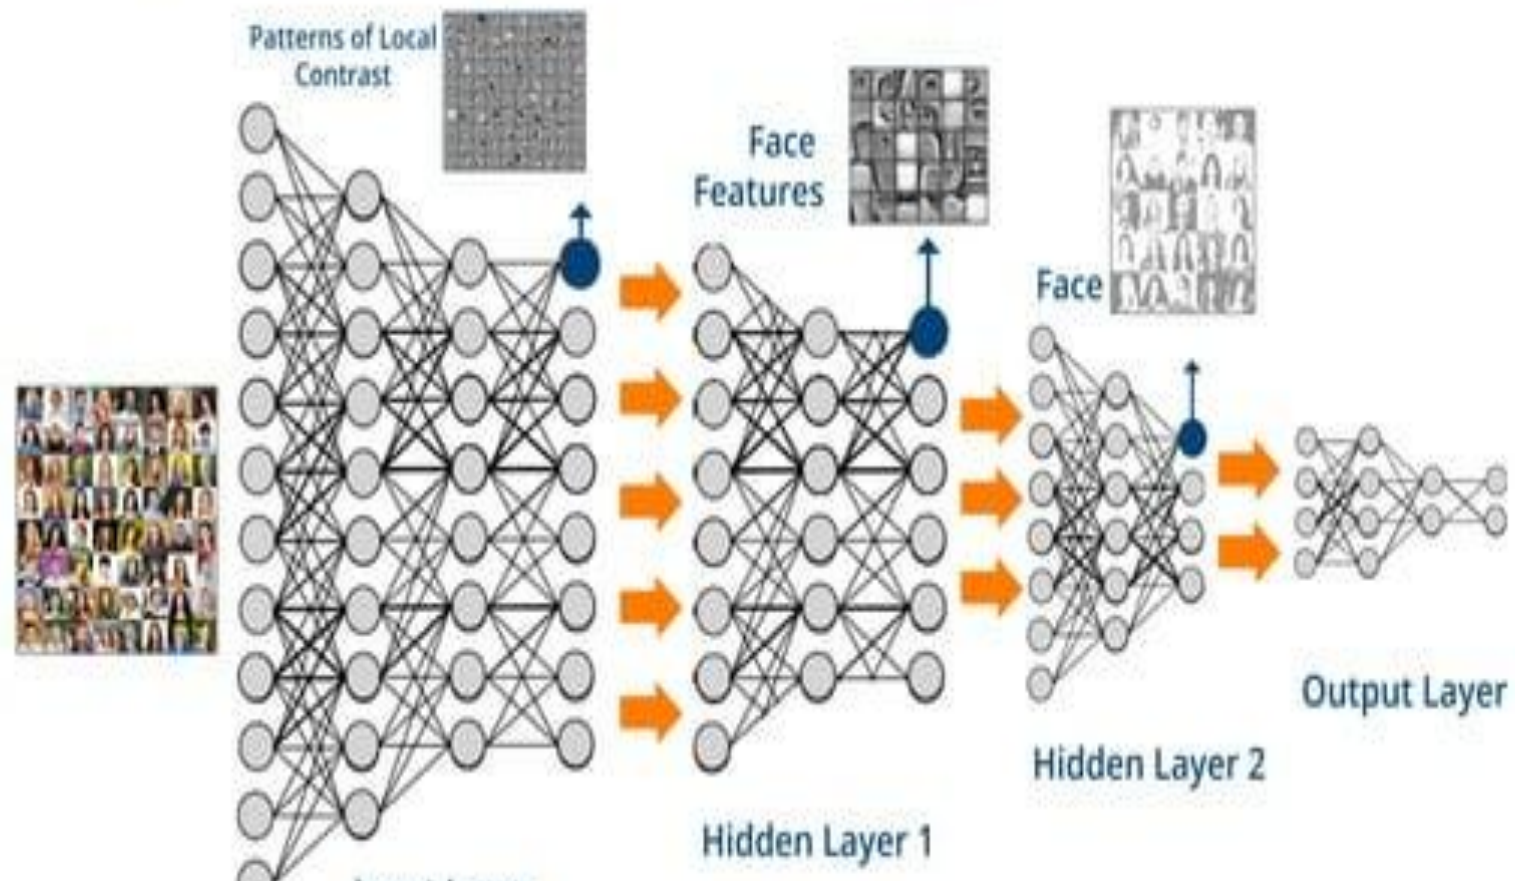 Patterns of Local
Contrast
Face
Features
Face
Output Layer
Hidden Layer 2
Hidden Layer 1